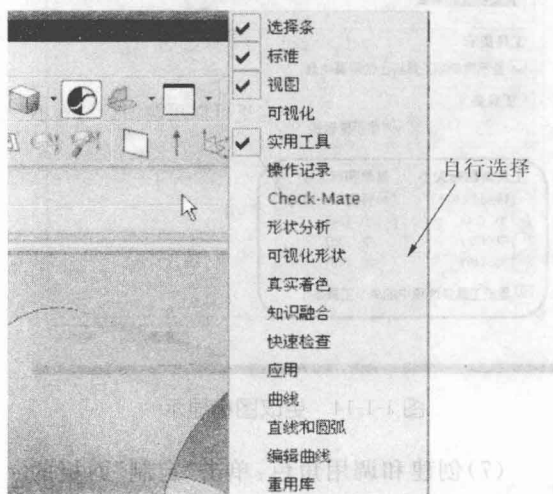 选择条
标准
视图
可视化
实用工具
操作记录
Check-Mate
形状分析
可视化形状
真实着色
知识融合
快速检查
应用
曲线
直线和圆弧
编辑曲线
重用库
自行选择